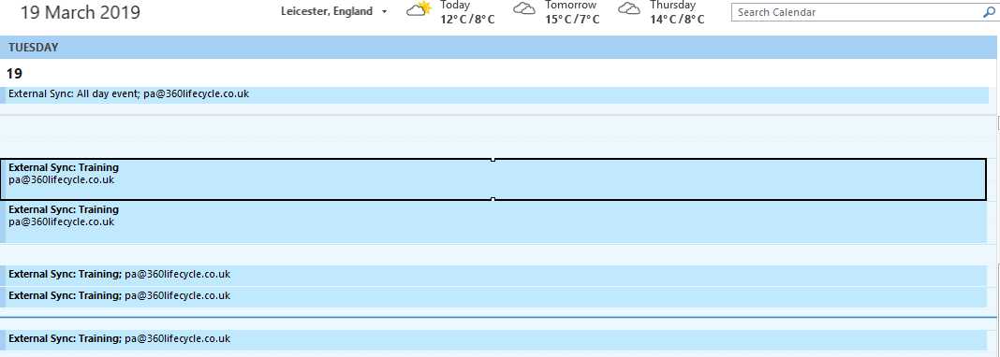 19 March 2019
Leicester, England
Today
12°C/8°C
Tomorrow
15°C/7°C
Thursday
14°C/8°C
Search Calendar
TUESDAY
19
External Sync: All day event; pa@360lifecycle.co.uk
External Sync: Training
pa@360lifecycle.co.uk
External Sync: Training
pa@360lifecycle.co.uk
External Sync: Training; pa@360lifecycle.co.uk
External Sync: Training; pa@360lifecycle.co.uk
External Sync: Training; pa@360lifecycle.co.uk